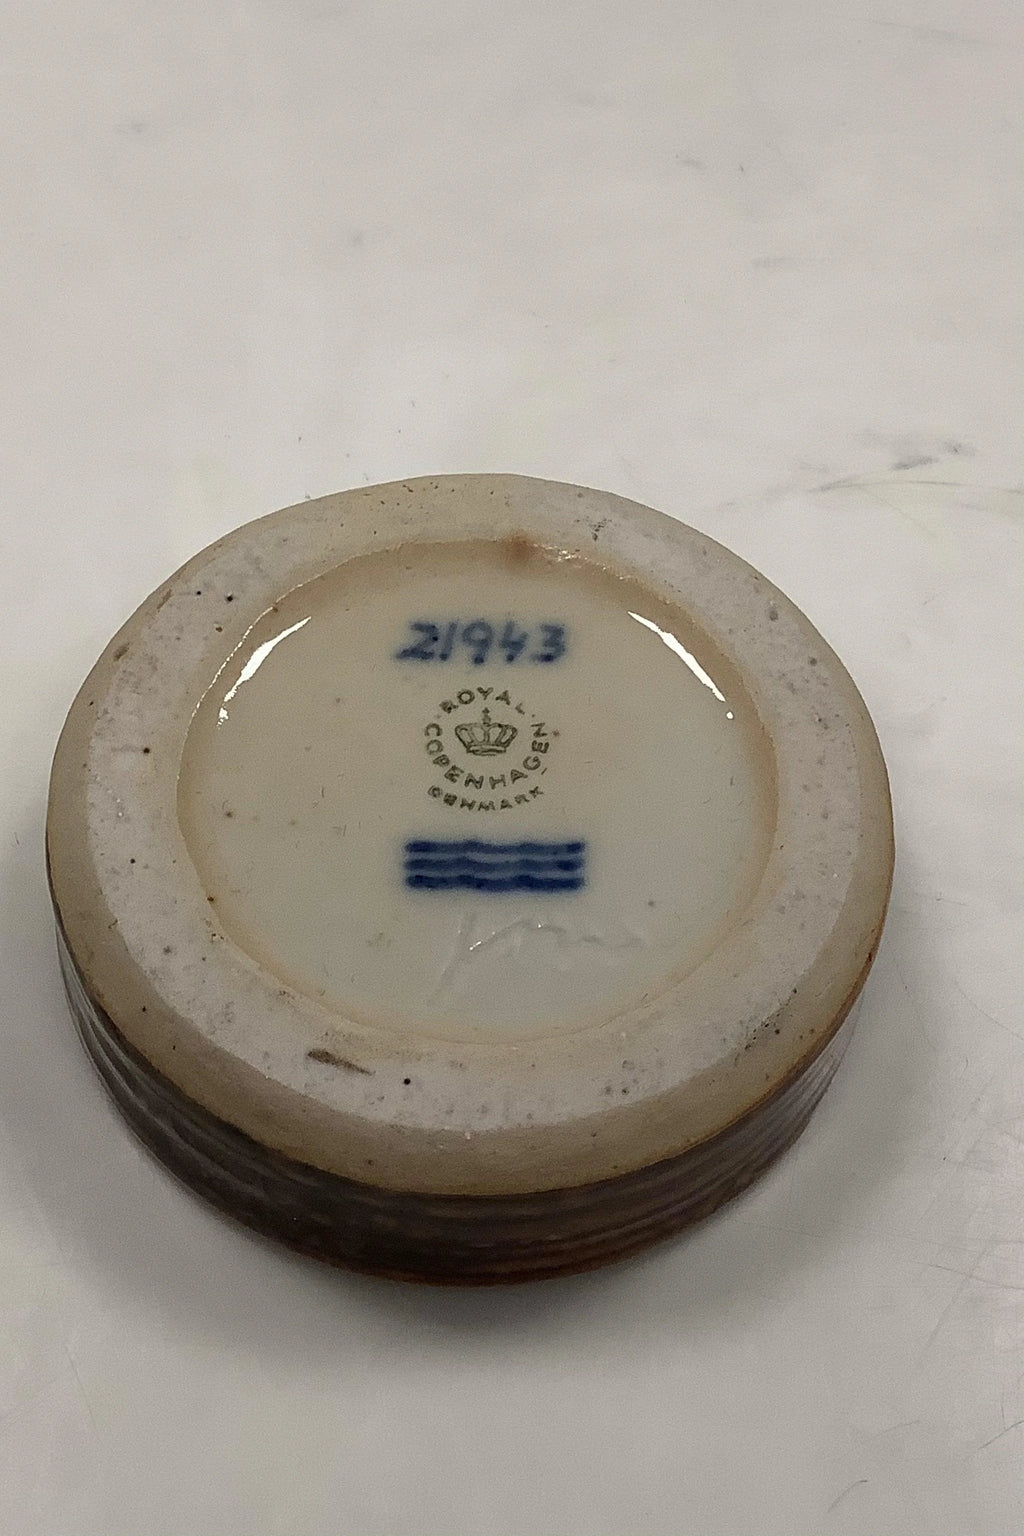 21943
ROYAL
COPENHAGEN
DENMARK